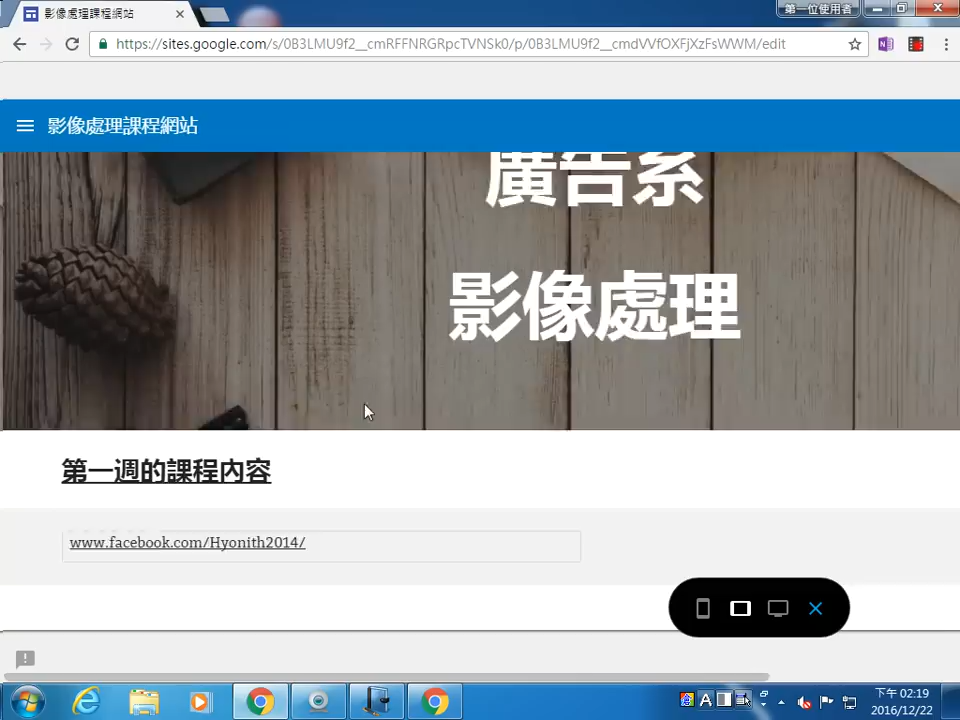 影像處理課程網站
第一位使用者
https://sites.google.com/s/0B3LMU9f2__cmRFFNRGRpcTVNSk0/p/0B3LMU9f2__cmdVVfOXFjXzFsWWM/edit
影像處理課程網站
廣告系
影像處理
第一週的課程內容
www.facebook.com/Hyonith2014/
下午 02:19
2016/12/22